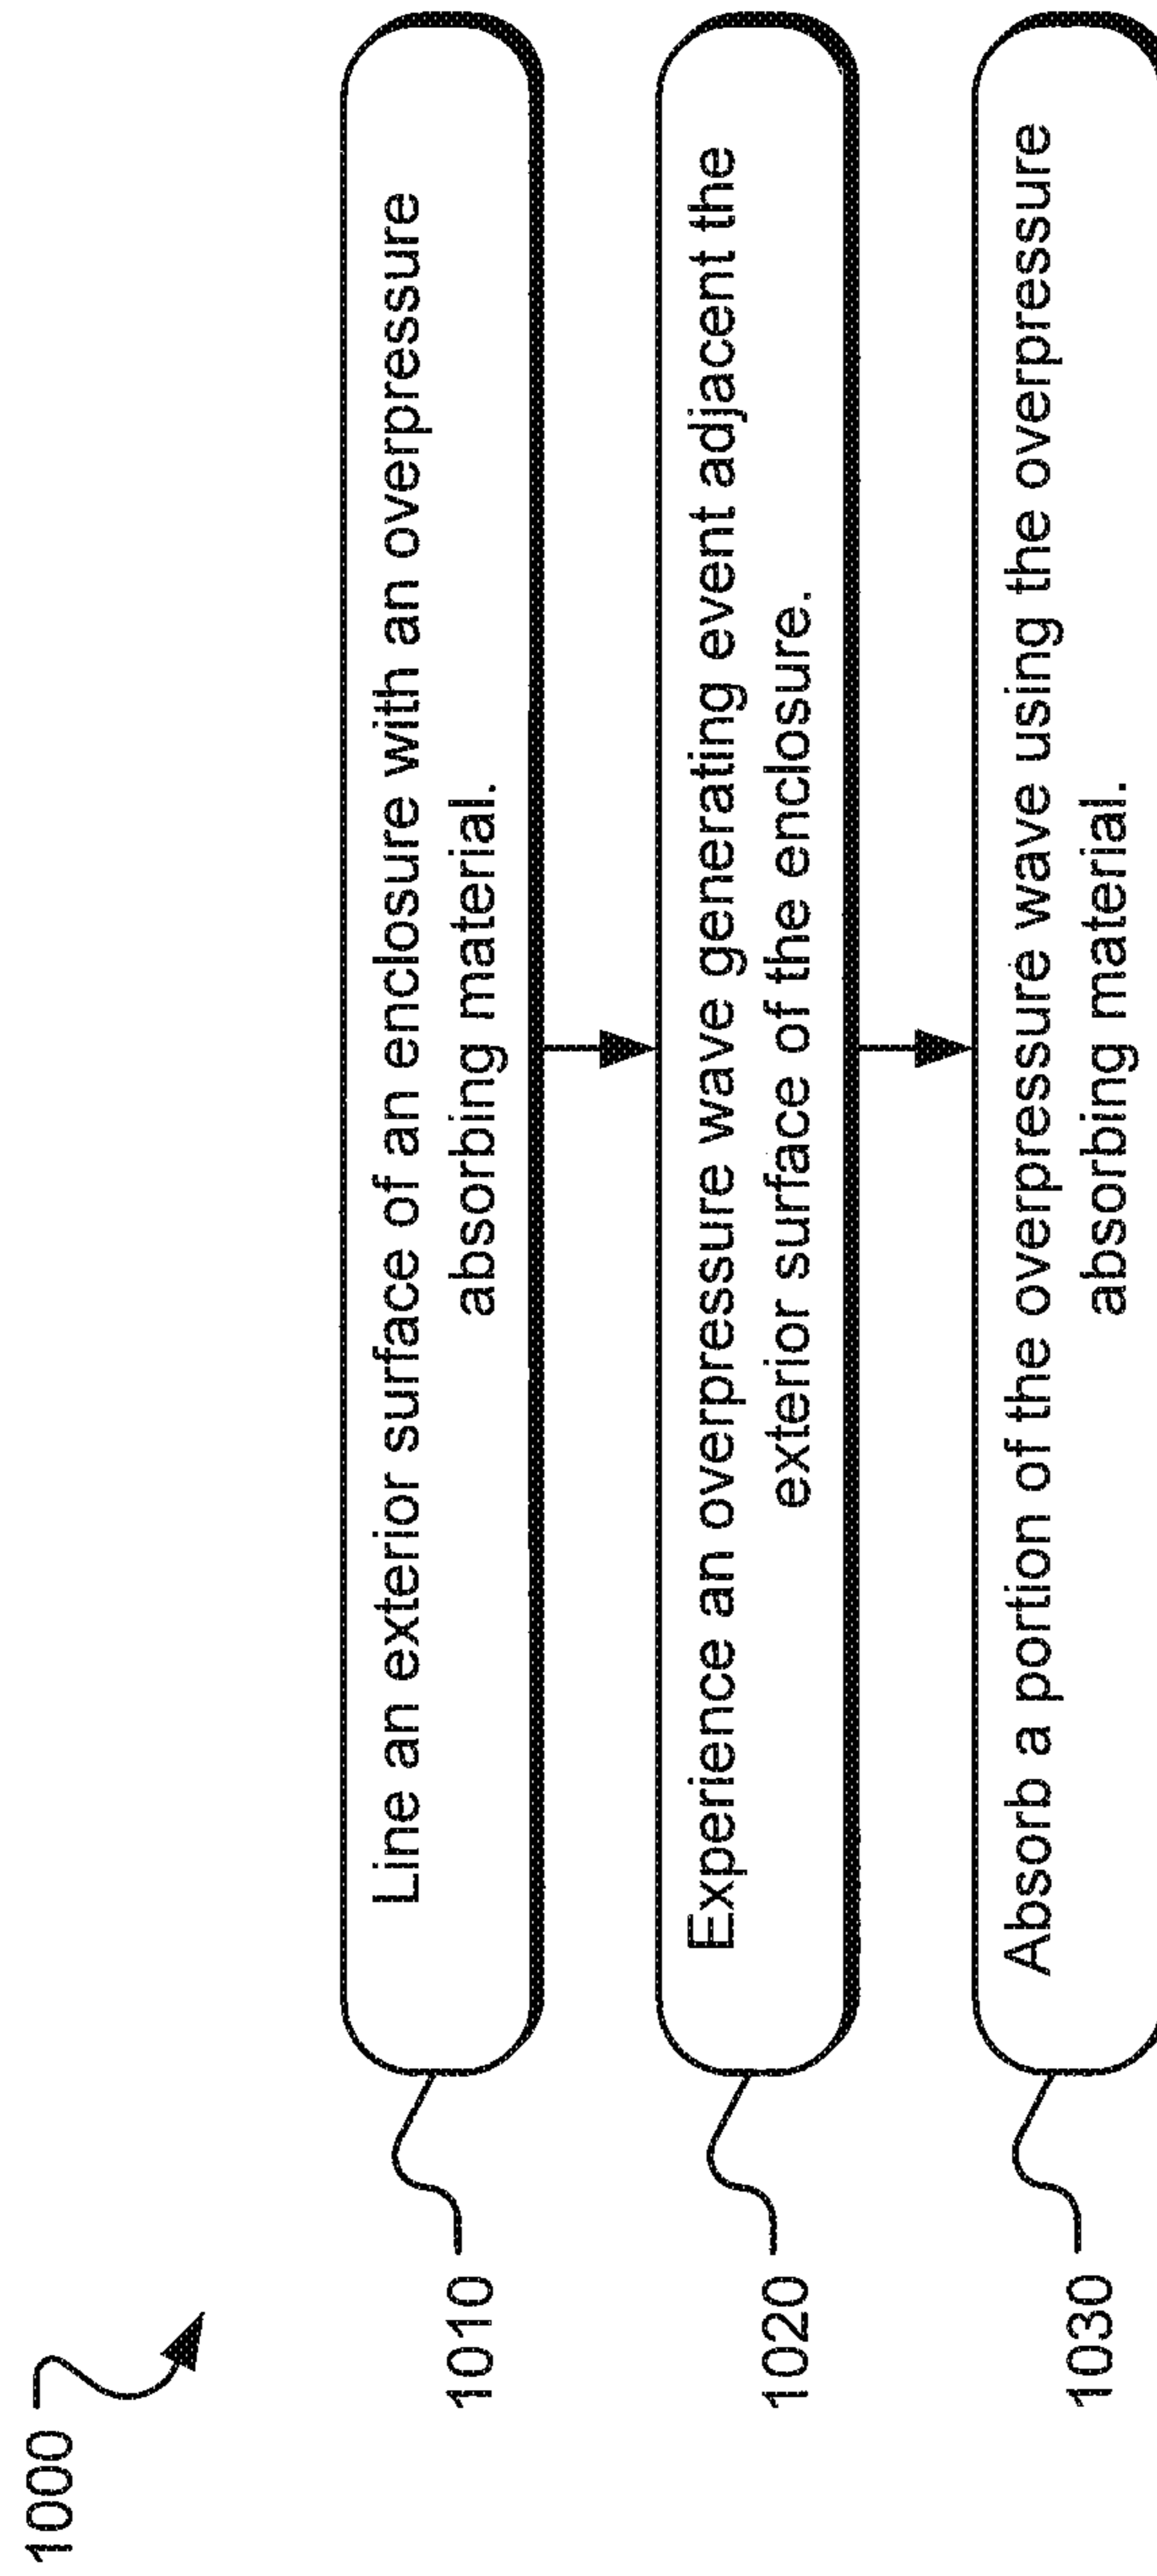 1000
1010
Line an exterior surface of an enclosure with an overpressure
absorbing material.
1020
Experience an overpressure wave generating event adjacent the
exterior surface of the enclosure.
1030
Absorb a portion of the overpressure wave using the overpressure
absorbing material.